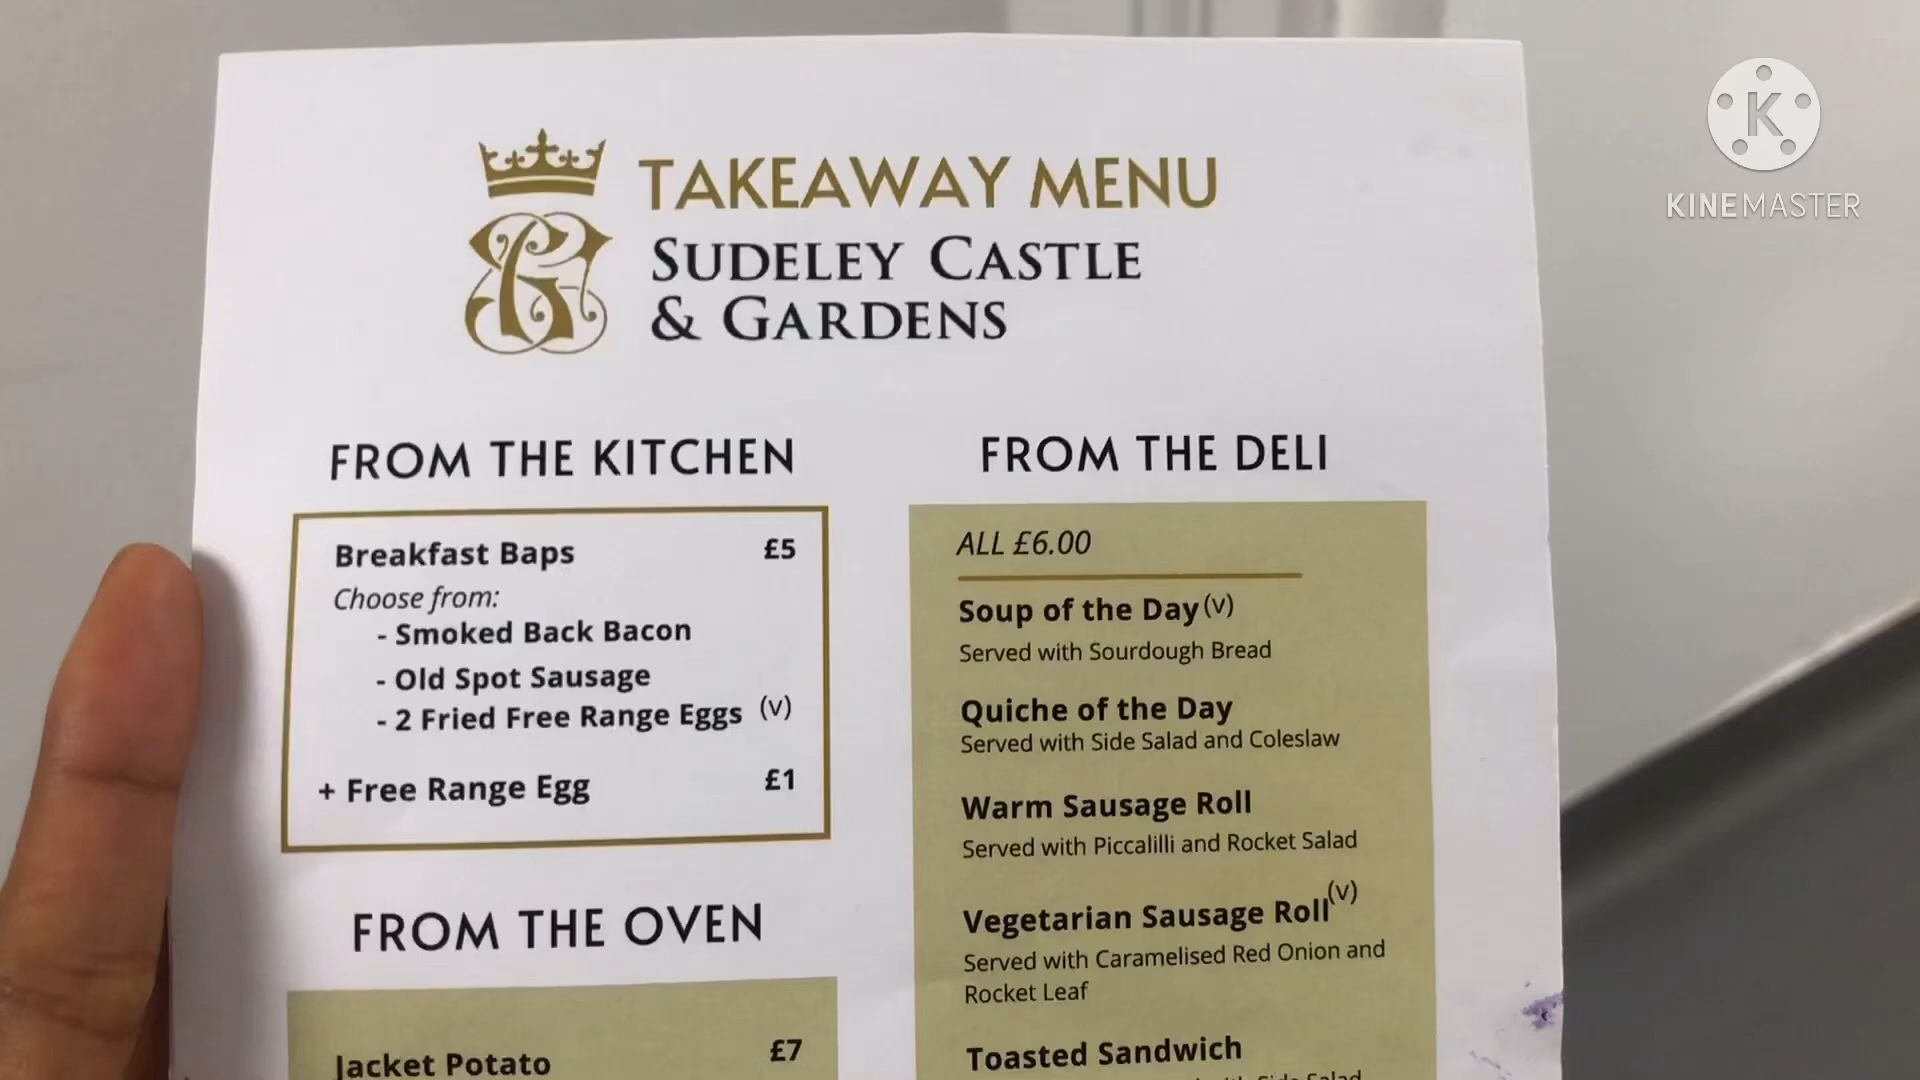 TAKEAWAY MENU
SUDELEY CASTLE
& GARDENS
FROM THE KITCHEN
Breakfast Baps £5
Choose from:
- Smoked Back Bacon
- Old Spot Sausage
- 2 Fried Free Range Eggs (v)
+ Free Range Egg £1
FROM THE OVEN
Jacket Potato £7
FROM THE DELI
ALL £6.00
Soup of the Day (v)
Served with Sourdough Bread
Quiche of the Day
Served with Side Salad and Coleslaw
Warm Sausage Roll
Served with Piccalilli and Rocket Salad
Vegetarian Sausage Roll (v)
Served with Caramelised Red Onion and
Rocket Leaf
Toasted Sandwich
with Side Salad
K
KINEMASTER